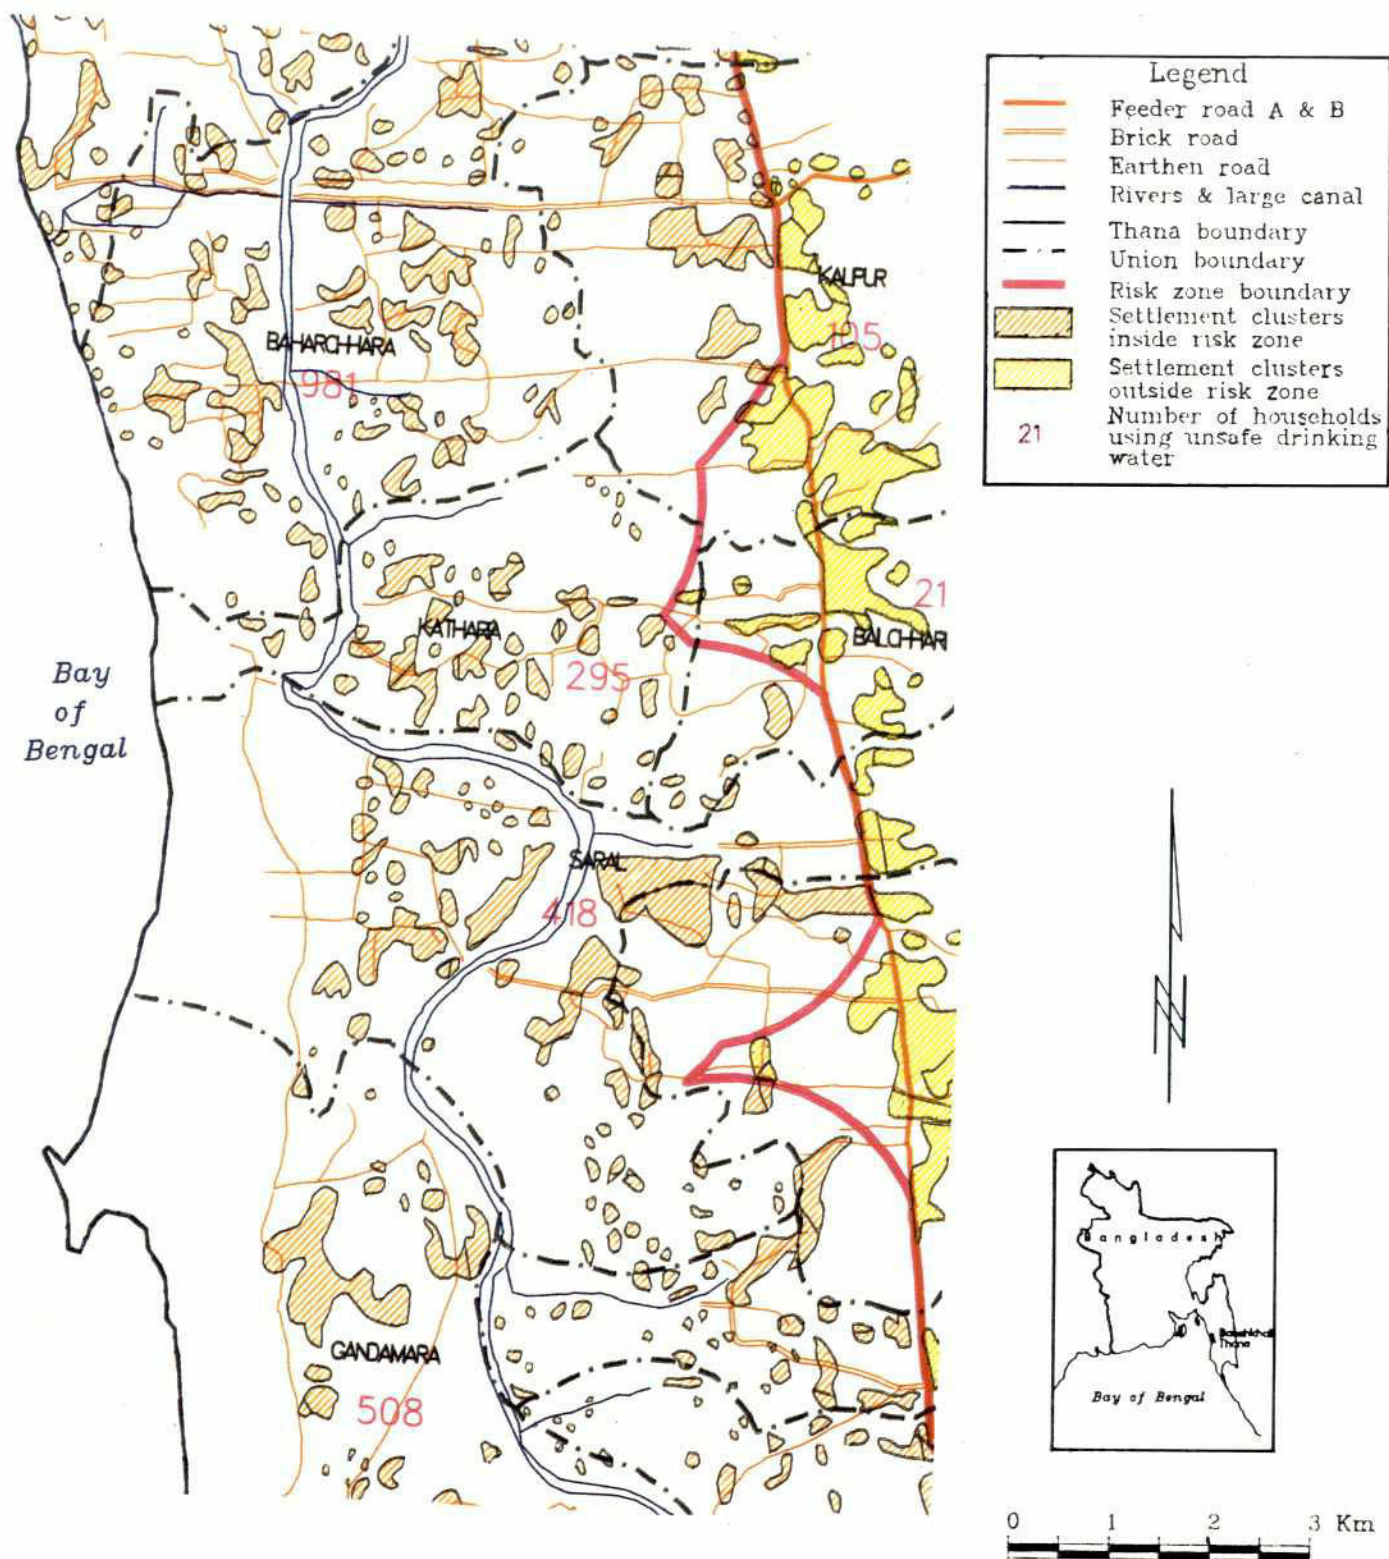 Legend
Feeder road A & B
Brick road
Earthen road
Rivers & large canal
Thana boundary
Union boundary
Risk zone boundary
Settlement clusters
inside risk zone
Settlement clusters
outside risk zone
21
Number of households
using unsafe drinking
water
KALPUR
105
BAHARCHHARA
981
21
KATHARIA
BALCHHARI
295
Bay
of
Bengal
SARAL
418
GANDAMARA
508
Bangladesh
Thana
Bay of Bengal
0 1 2 3 Km